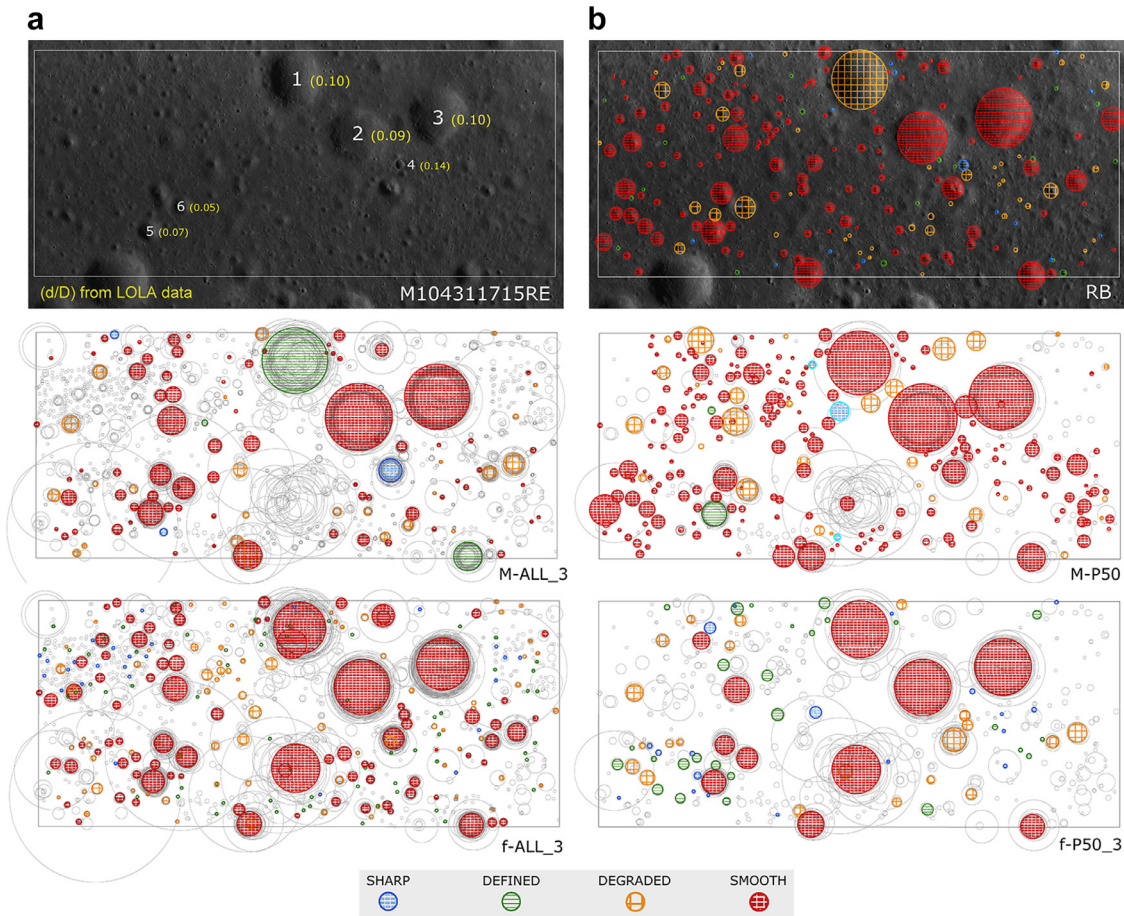 a
b
1 (0.10)
3 (0.10)
2 (0.09)
4 (0.14)
6 (0.05)
5 (0.07)
(d/D) from LOLA data
M104311715RE
RB
M-ALL_3
M-P50
f-ALL_3
f-P50_3
SHARP
DEFINED
DEGRADED
SMOOTH